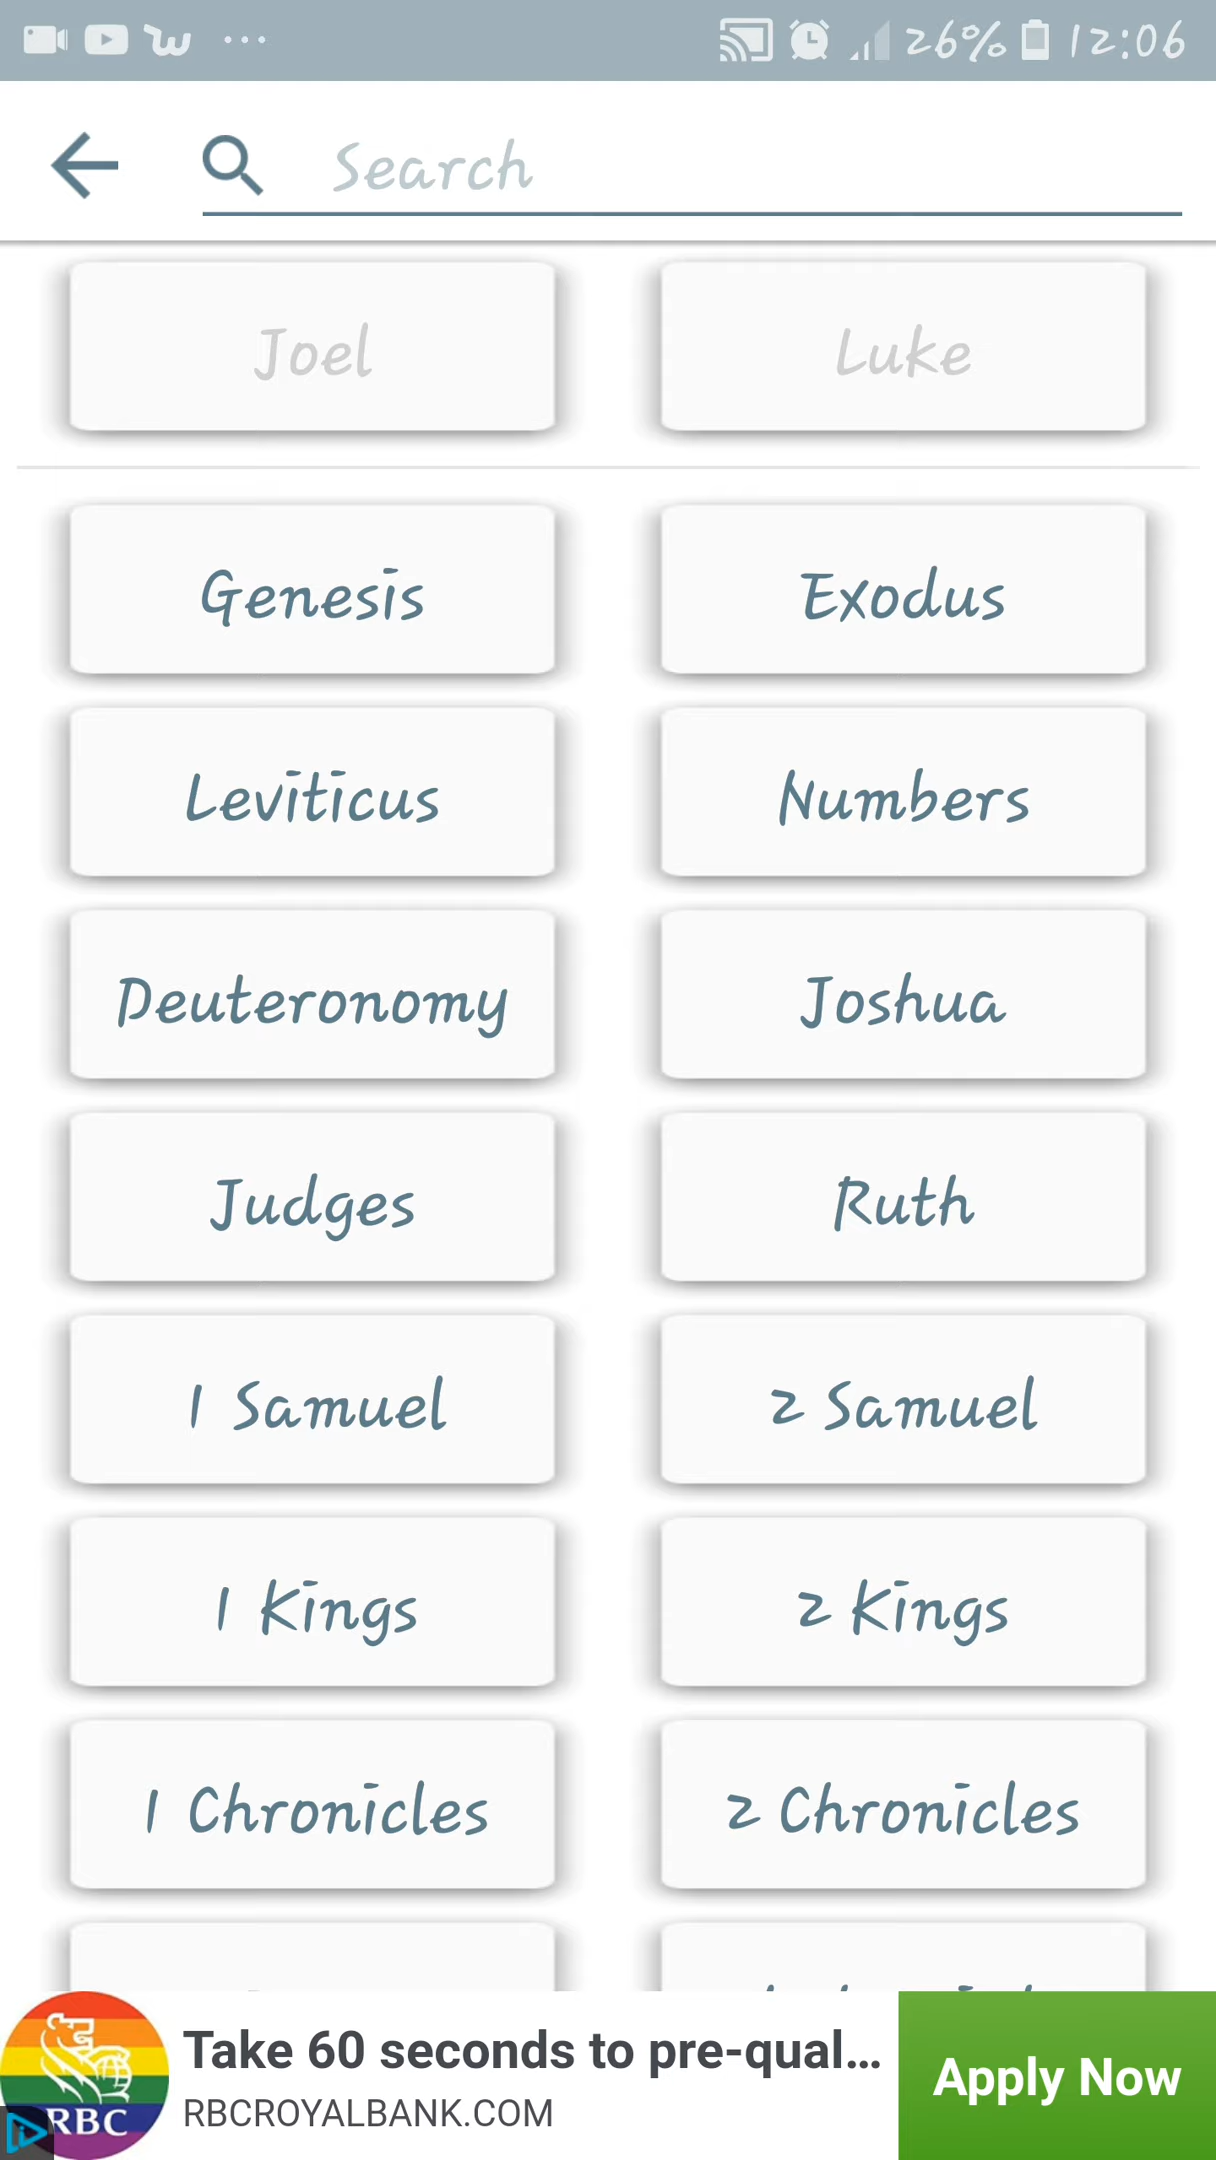 26% 12:06
Search
Joel Luke
Genesis Exodus
Leviticus Numbers
Deuteronomy Joshua
Judges Ruth
1 Samuel 2 Samuel
1 Kings 2 Kings
1 Chronicles 2 Chronicles
Take 60 seconds to pre-qual...
RBCROYALBANK.COM
Apply Now
RBC